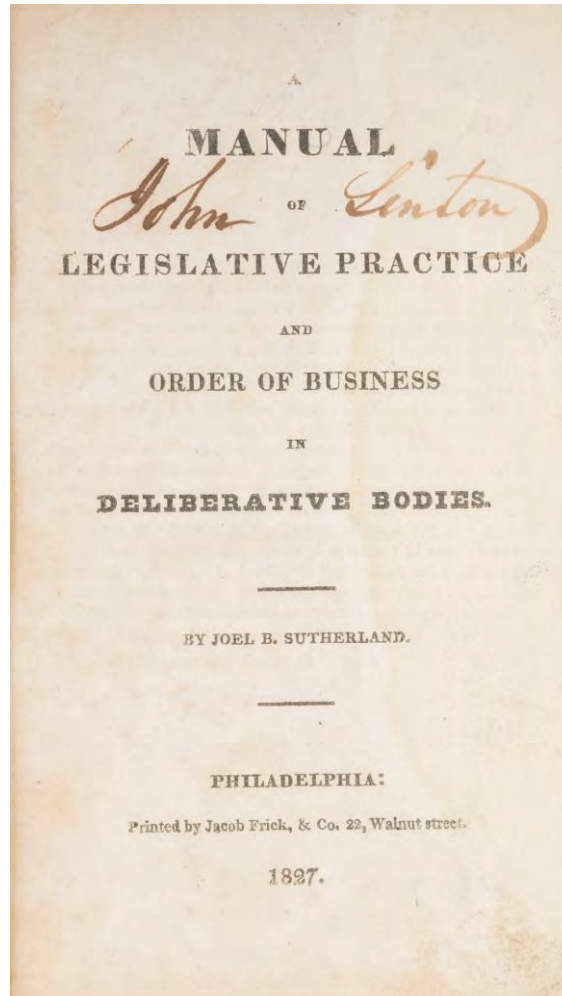 A
MANUAL
John OF Linton
LEGISLATIVE PRACTICE
AND
ORDER OF BUSINESS
IN
DELIBERATIVE BODIES.
BY JOEL B. SUTHERLAND.
PHILADELPHIA:
Printed by Jacob Frick, & Co. 22, Walnut street.
1827.